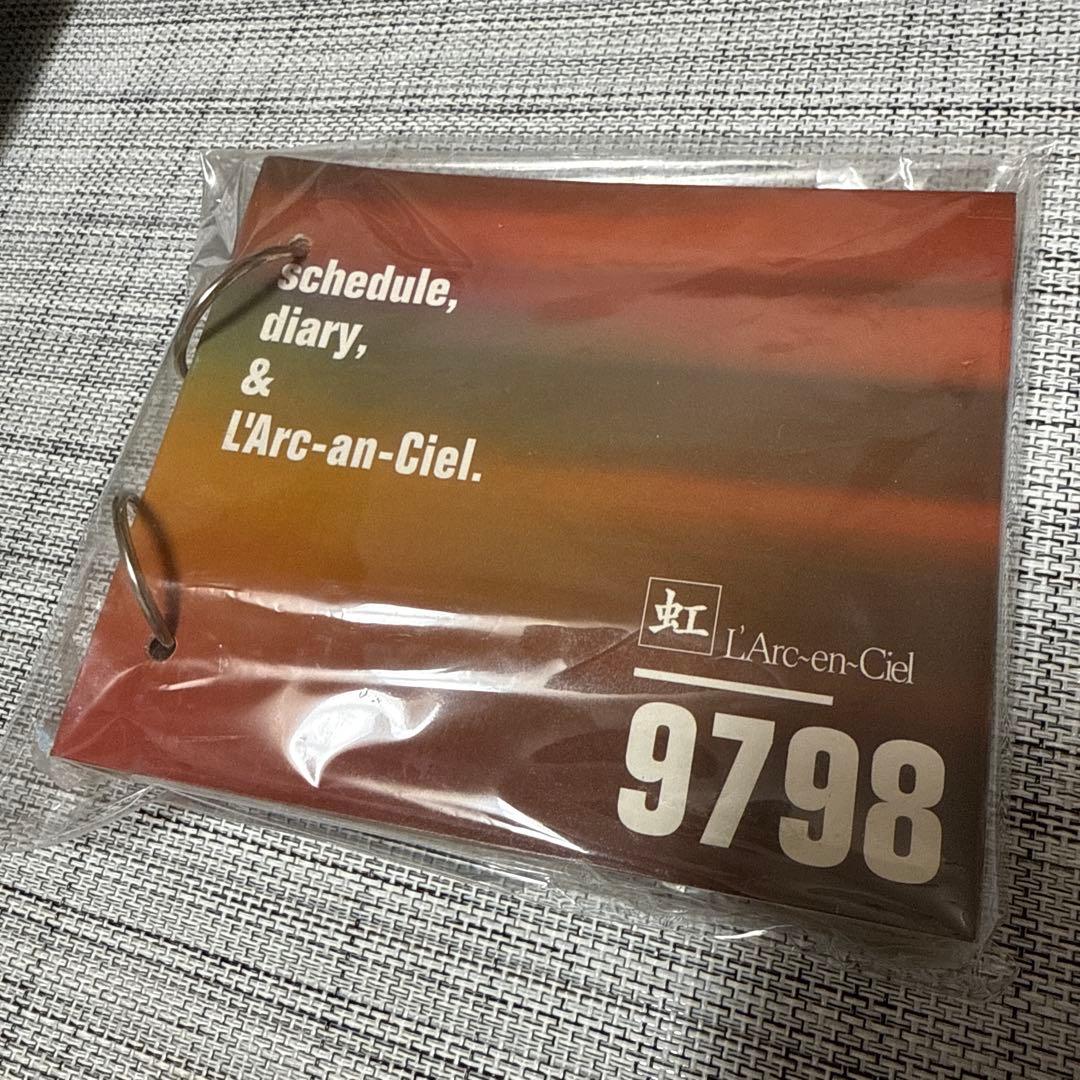 schedule,
diary,
&
L'Arc-an-Ciel.
虹
L'Arc~en~Ciel
9798